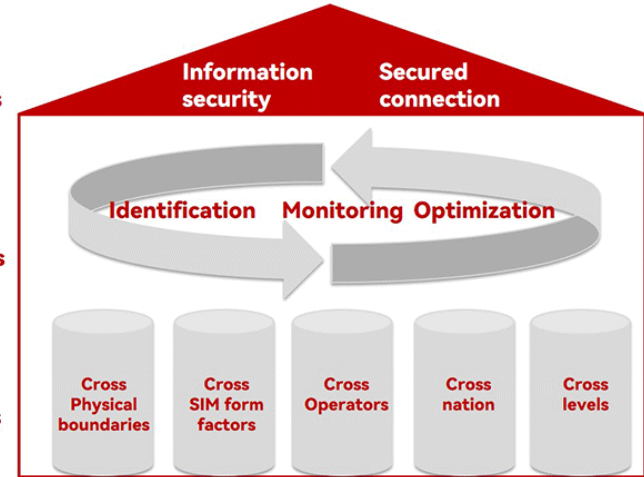 Information Secured
security connection
s
Identification Monitoring Optimization
s
Cross Cross Cross Cross Cross
Physical SIM form Operators nation levels
boundaries factors
s